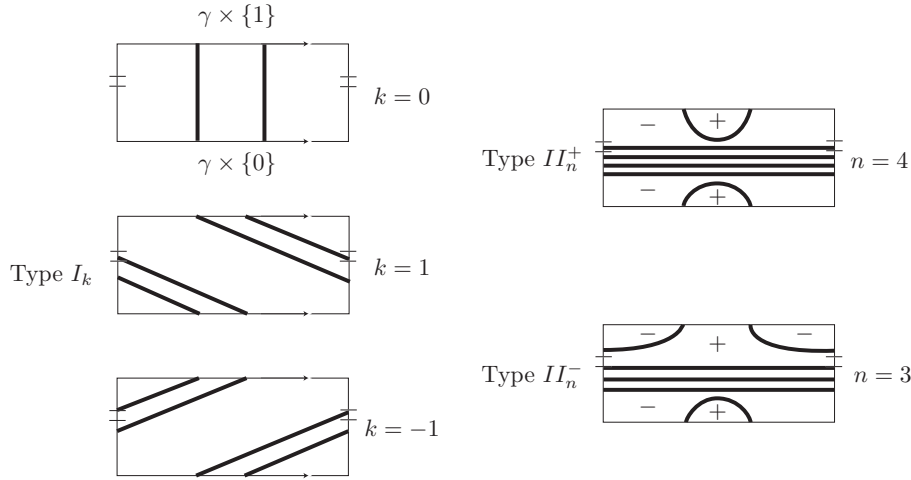 γ × {1}
k = 0
γ × {0}
Type I_k
k = 1
k = −1
− +
Type II_n^+
n = 4
− +
− + −
Type II_n^-
n = 3
− +